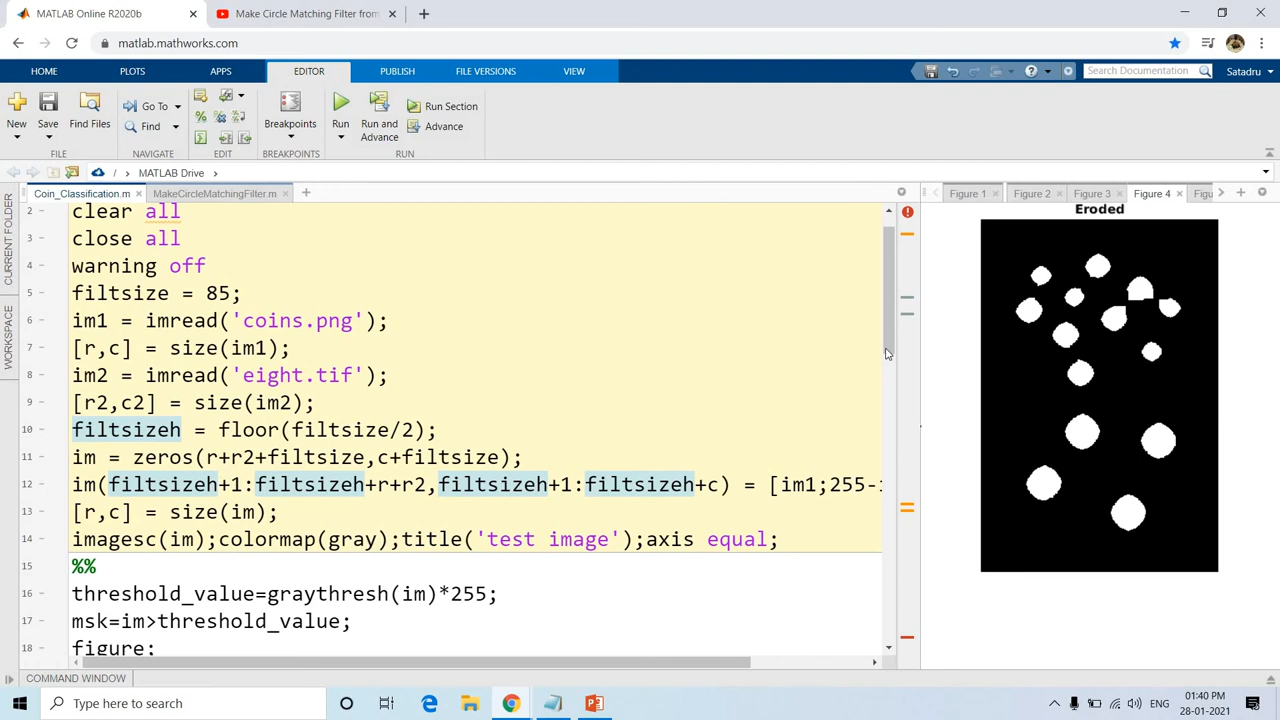 MATLAB Online R2020b
Make Circle Matching Filter from
matlab.mathworks.com
HOME
PLOTS
APPS
EDITOR
PUBLISH
FILE VERSIONS
VIEW
Search Documentation
Satadru
New
Save
Find Files
Go To
Find
Breakpoints
Run
Run and
Advance
Run Section
Advance
FILE
NAVIGATE
EDIT
BREAKPOINTS
RUN
/ MATLAB Drive
CURRENT FOLDER
WORKSPACE
Coin_Classification.m
MakeCircleMatchingFilter.m
Figure 1
Figure 2
Figure 3
Figure 4
Figu
2 clear all
3 close all
4 warning off
5 filtsize = 85;
6 im1 = imread('coins.png');
7 [r,c] = size(im1);
8 im2 = imread('eight.tif');
9 [r2,c2] = size(im2);
10 filtsizeh = floor(filtsize/2);
11 im = zeros(r+r2+filtsize,c+filtsize);
12 im(filtsizeh+1:filtsizeh+r+r2,filtsizeh+1:filtsizeh+c) = [im1;255-i
13 [r,c] = size(im);
14 imagesc(im);colormap(gray);title('test image');axis equal;
15 %%
16 threshold_value=graythresh(im)*255;
17 msk=im>threshold_value;
18 figure;
Eroded
COMMAND WINDOW
Type here to search
ENG
01:40 PM
28-01-2021